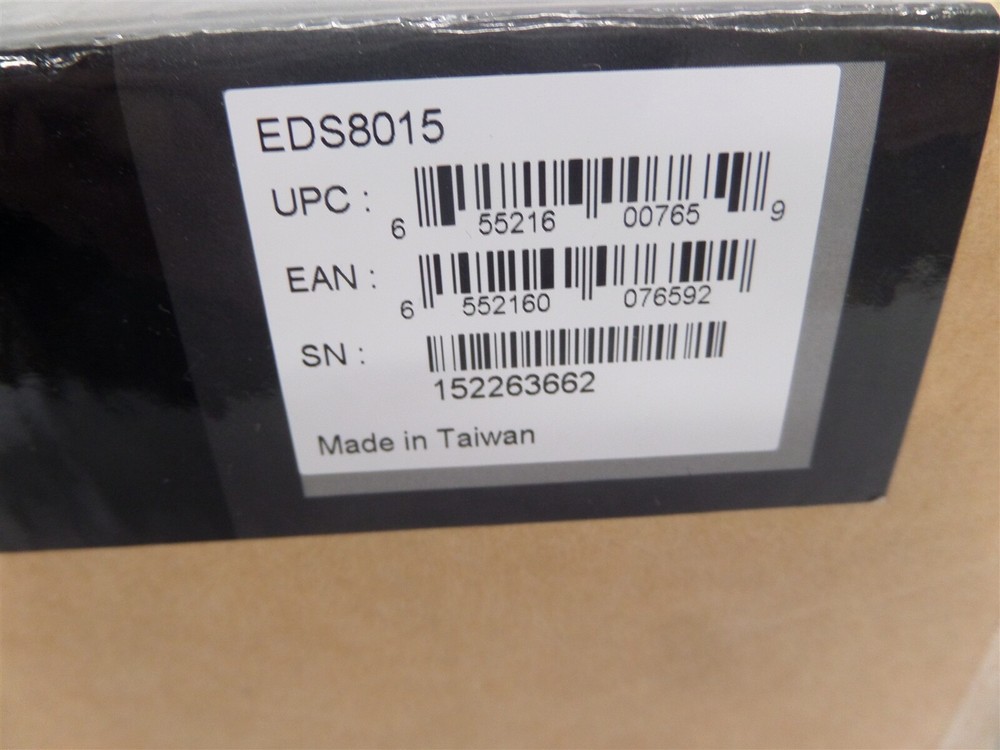 EDS8015
UPC :
6 55216 00765 9
EAN :
6 552160 076592
SN :
152263662
Made in Taiwan